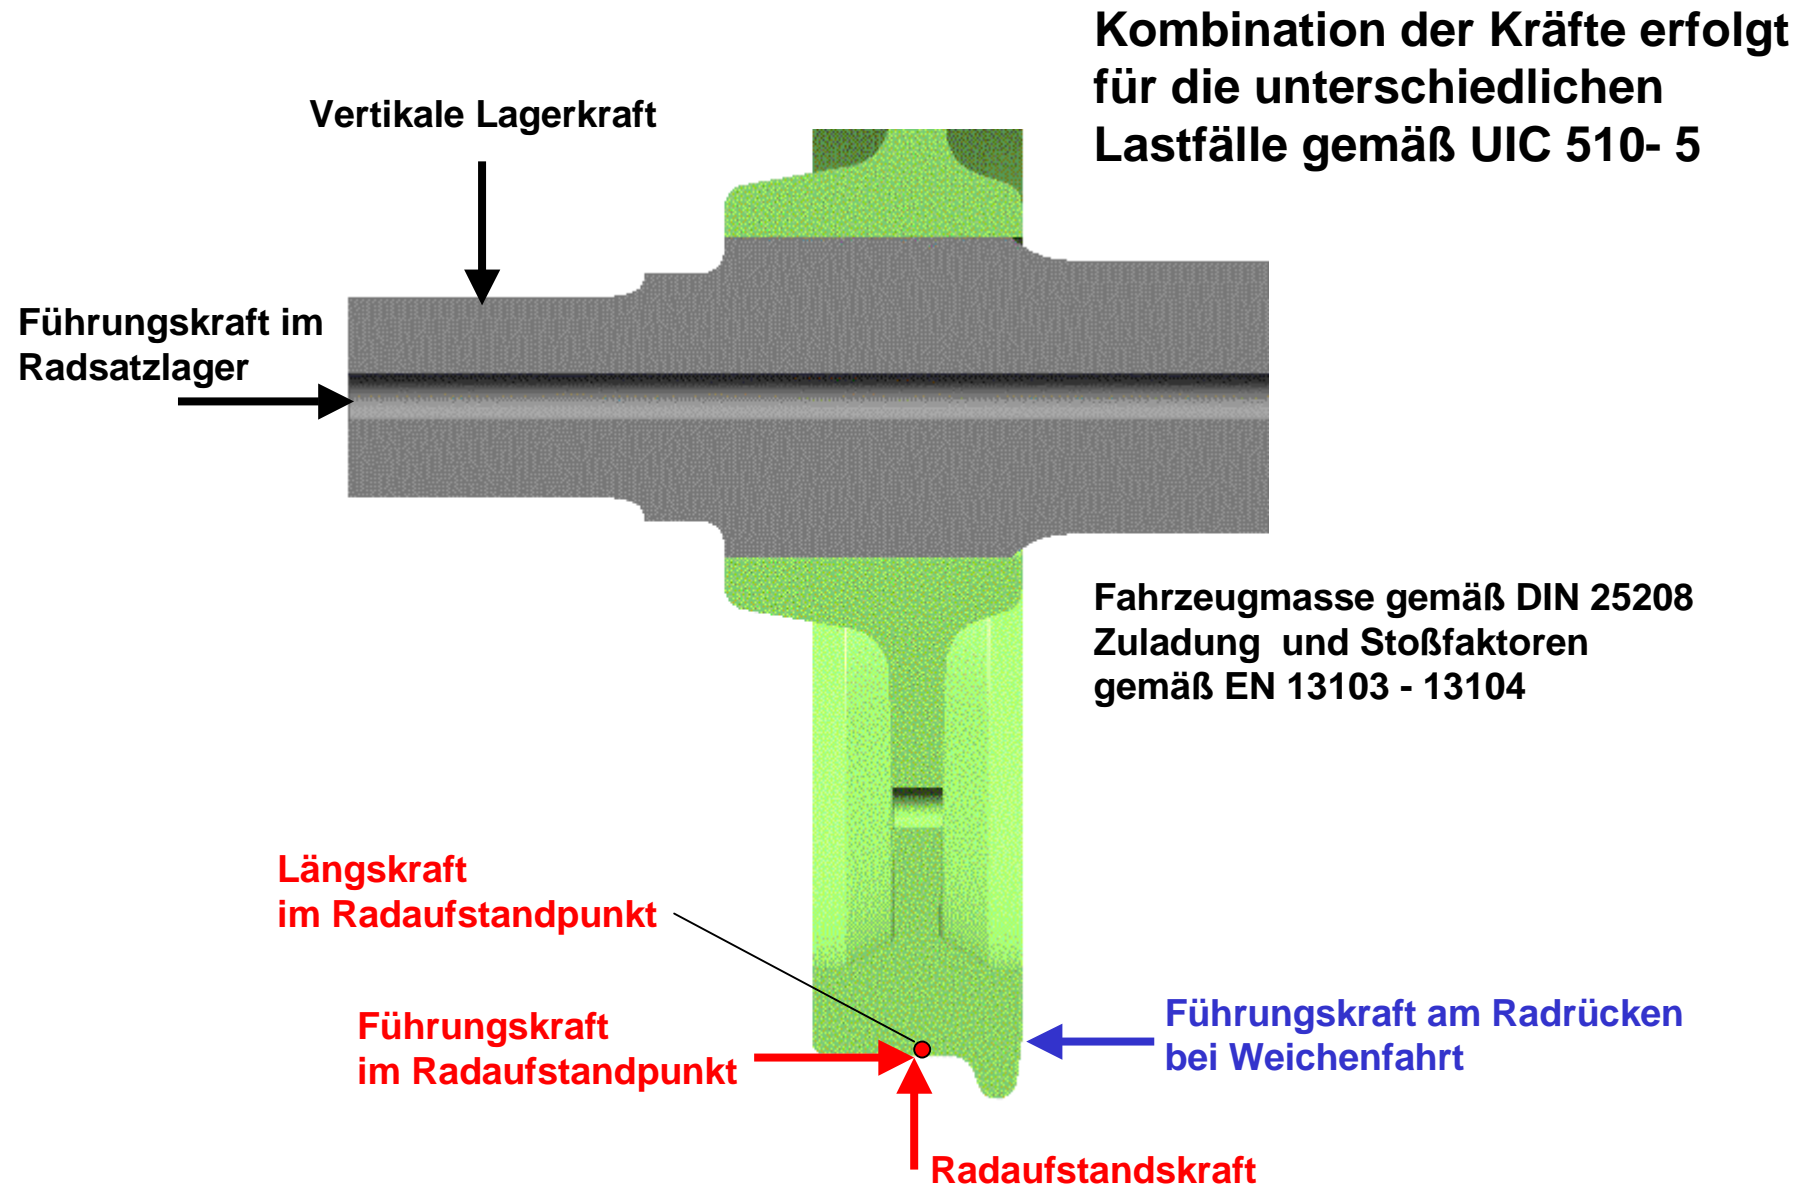 Kombination der Kräfte erfolgt
für die unterschiedlichen
Lastfälle gemäß UIC 510- 5
Vertikale Lagerkraft
Führungskraft im
Radsatzlager
Fahrzeugmasse gemäß DIN 25208
Zuladung und Stoßfaktoren
gemäß EN 13103 - 13104
Längskraft
im Radaufstandpunkt
Führungskraft
im Radaufstandpunkt
Führungskraft am Radrücken
bei Weichenfahrt
Radaufstandskraft